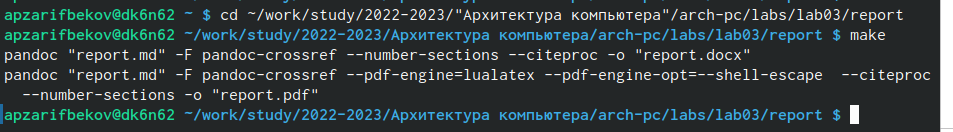 apzarifbekov@dk6n62 ~ $ cd ~/work/study/2022-2023/"Архитектура компьютера"/arch-pc/labs/lab03/report
apzarifbekov@dk6n62 ~/work/study/2022-2023/Архитектура компьютера/arch-pc/labs/lab03/report $ make
pandoc "report.md" -F pandoc-crossref --number-sections --citeproc -o "report.docx"
pandoc "report.md" -F pandoc-crossref --pdf-engine=lualatex --pdf-engine-opt=--shell-escape  --citeproc
  --number-sections -o "report.pdf"
apzarifbekov@dk6n62 ~/work/study/2022-2023/Архитектура компьютера/arch-pc/labs/lab03/report $